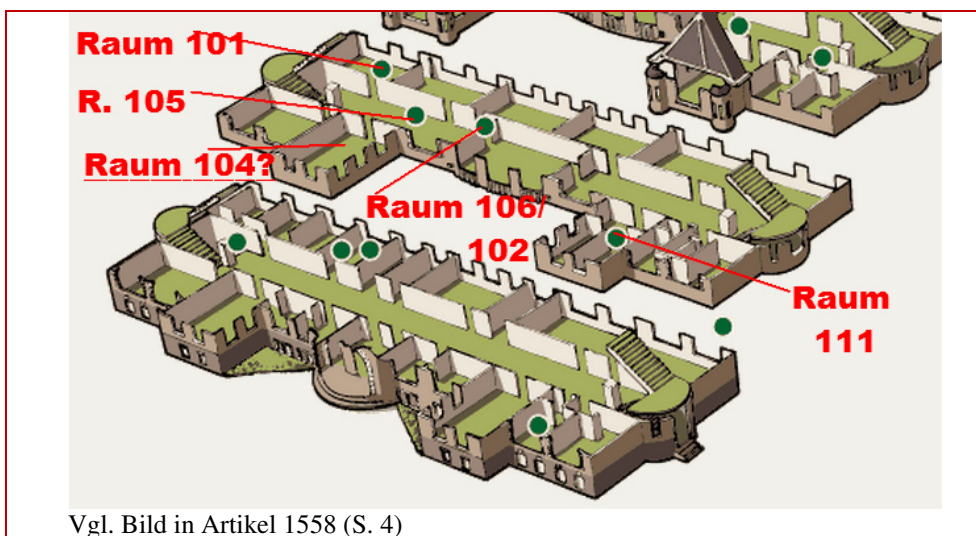 Raum 101
R. 105
Raum 104?
Raum 106/
102
Raum
111
Vgl. Bild in Artikel 1558 (S. 4)